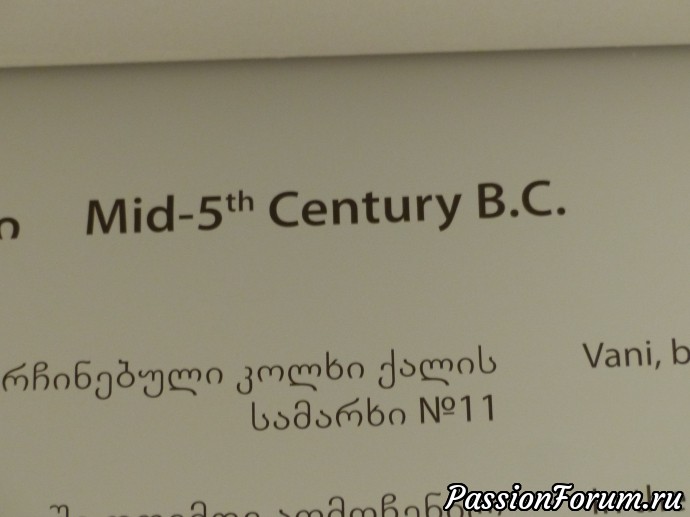 Mid-5th Century B.C.
რჩინებული კოლხი ქალის
სამარხი №11
Vani, b
PassionForum.ru